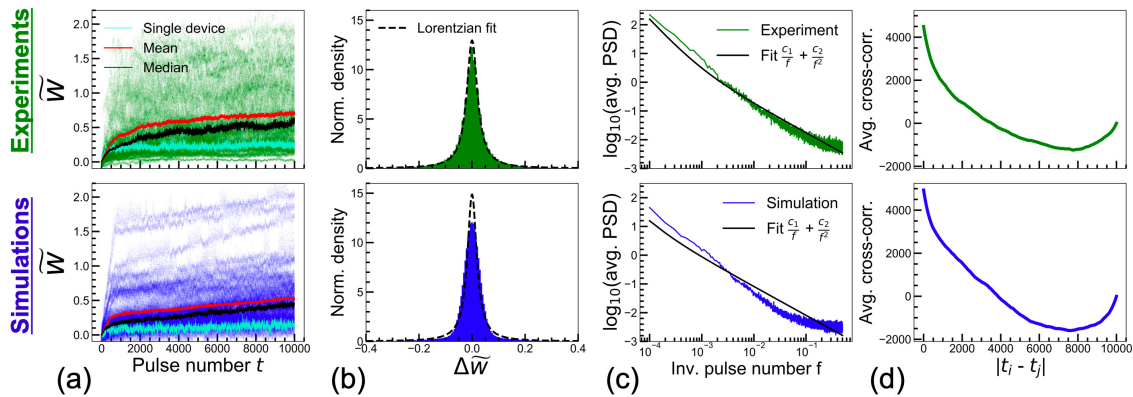 Experiments
W̃
2.0
1.5
1.0
0.5
0.0
Single device
Mean
Median
Norm. density
15
10
5
0
Lorentzian fit
log₁₀(avg. PSD)
2
1
0
−1
−2
−3
Experiment
Fit c₁/f + c₂/f²
Avg. cross-corr.
4000
2000
0
−2000
Simulations
W̃
2.0
1.5
1.0
0.5
0.0
0 2000 4000 6000 8000 10000
Pulse number t
(a)
Norm. density
15
10
5
0
−0.4 −0.2 0.0 0.2 0.4
Δw̃
(b)
log₁₀(avg. PSD)
2
1
0
−1
−2
−3
Simulation
Fit c₁/f + c₂/f²
10⁻⁴ 10⁻³ 10⁻² 10⁻¹
Inv. pulse number f
(c)
Avg. cross-corr.
4000
2000
0
−2000
0 2000 4000 6000 8000 10000
|tᵢ - tⱼ|
(d)